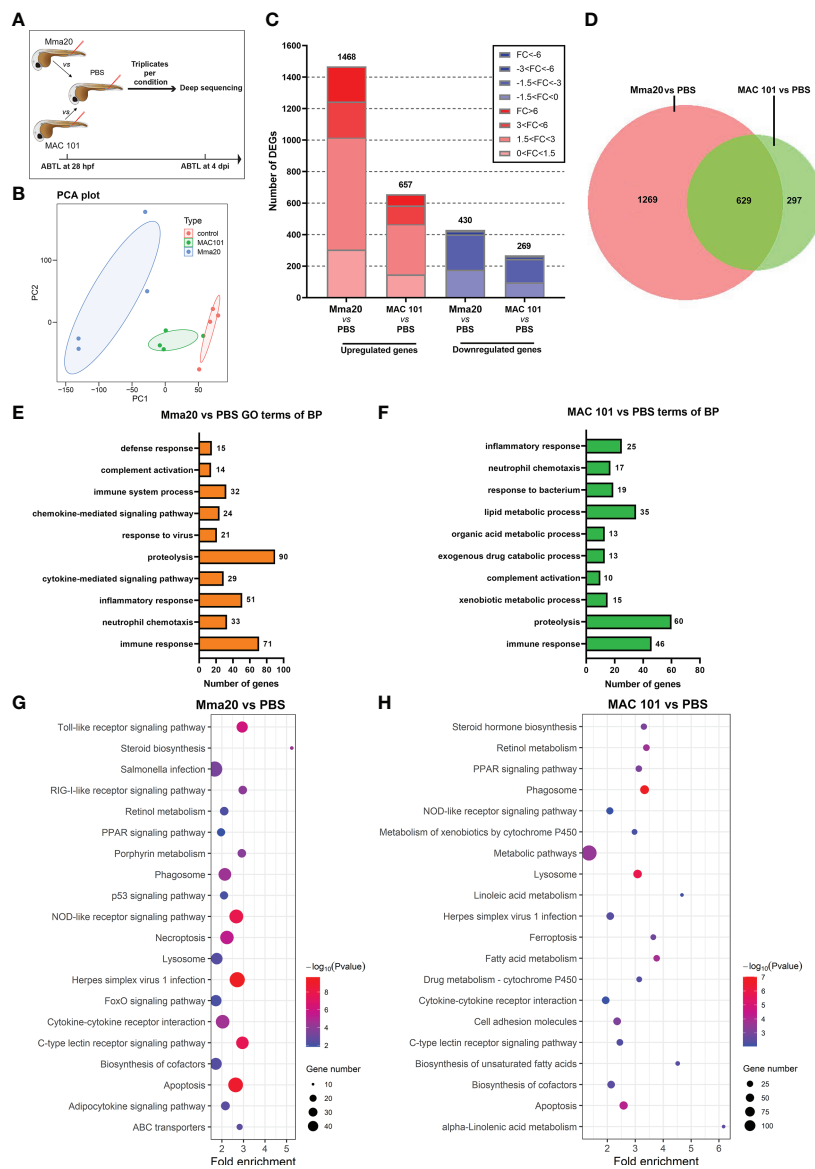 A
Mma20
vs
PBS
vs
MAC 101
Triplicates
per
condition
Deep sequencing
ABTL at 28 hpf
ABTL at 4 dpi
B
PCA plot
Type
control
MAC101
Mma20
PC2
100
0
−150
−100
−50
0
50
PC1
C
Number of DEGs
1600
1400
1200
1000
800
600
400
200
0
1468
657
430
269
FC<-6
-3<FC<-6
-1.5<FC<-3
-1.5<FC<0
FC>6
3<FC<6
1.5<FC<3
0<FC<1.5
Mma20 MAC 101 Mma20 MAC 101
vs vs vs vs
PBS PBS PBS PBS
Upregulated genes Downregulated genes
D
Mma20 vs PBS
MAC 101 vs PBS
1269
629
297
E
Mma20 vs PBS GO terms of BP
defense response 15
complement activation 14
immune system process 32
chemokine-mediated signaling pathway 24
response to virus 21
proteolysis 90
cytokine-mediated signaling pathway 29
inflammatory response 51
neutrophil chemotaxis 33
immune response 71
0 20 40 60 80 100
Number of genes
F
MAC 101 vs PBS terms of BP
inflammatory response 25
neutrophil chemotaxis 17
response to bacterium 19
lipid metabolic process 35
organic acid metabolic process 13
exogenous drug catabolic process 13
complement activation 10
xenobiotic metabolic process 15
proteolysis 60
immune response 46
0 20 40 60 80
Number of genes
G
Mma20 vs PBS
Toll-like receptor signaling pathway
Steroid biosynthesis
Salmonella infection
RIG-I-like receptor signaling pathway
Retinol metabolism
PPAR signaling pathway
Porphyrin metabolism
Phagosome
p53 signaling pathway
NOD-like receptor signaling pathway
Necroptosis
Lysosome
Herpes simplex virus 1 infection
FoxO signaling pathway
Cytokine-cytokine receptor interaction
C-type lectin receptor signaling pathway
Biosynthesis of cofactors
Apoptosis
Adipocytokine signaling pathway
ABC transporters
2 3 4 5
Fold enrichment
−log10(Pvalue)
8
6
4
2
Gene number
10
20
30
40
H
MAC 101 vs PBS
Steroid hormone biosynthesis
Retinol metabolism
PPAR signaling pathway
Phagosome
NOD-like receptor signaling pathway
Metabolism of xenobiotics by cytochrome P450
Metabolic pathways
Lysosome
Linoleic acid metabolism
Herpes simplex virus 1 infection
Ferroptosis
Fatty acid metabolism
Drug metabolism - cytochrome P450
Cytokine-cytokine receptor interaction
Cell adhesion molecules
C-type lectin receptor signaling pathway
Biosynthesis of unsaturated fatty acids
Biosynthesis of cofactors
Apoptosis
alpha-Linolenic acid metabolism
2 3 4 5 6
Fold enrichment
−log10(Pvalue)
7
6
5
4
3
Gene number
25
50
75
100